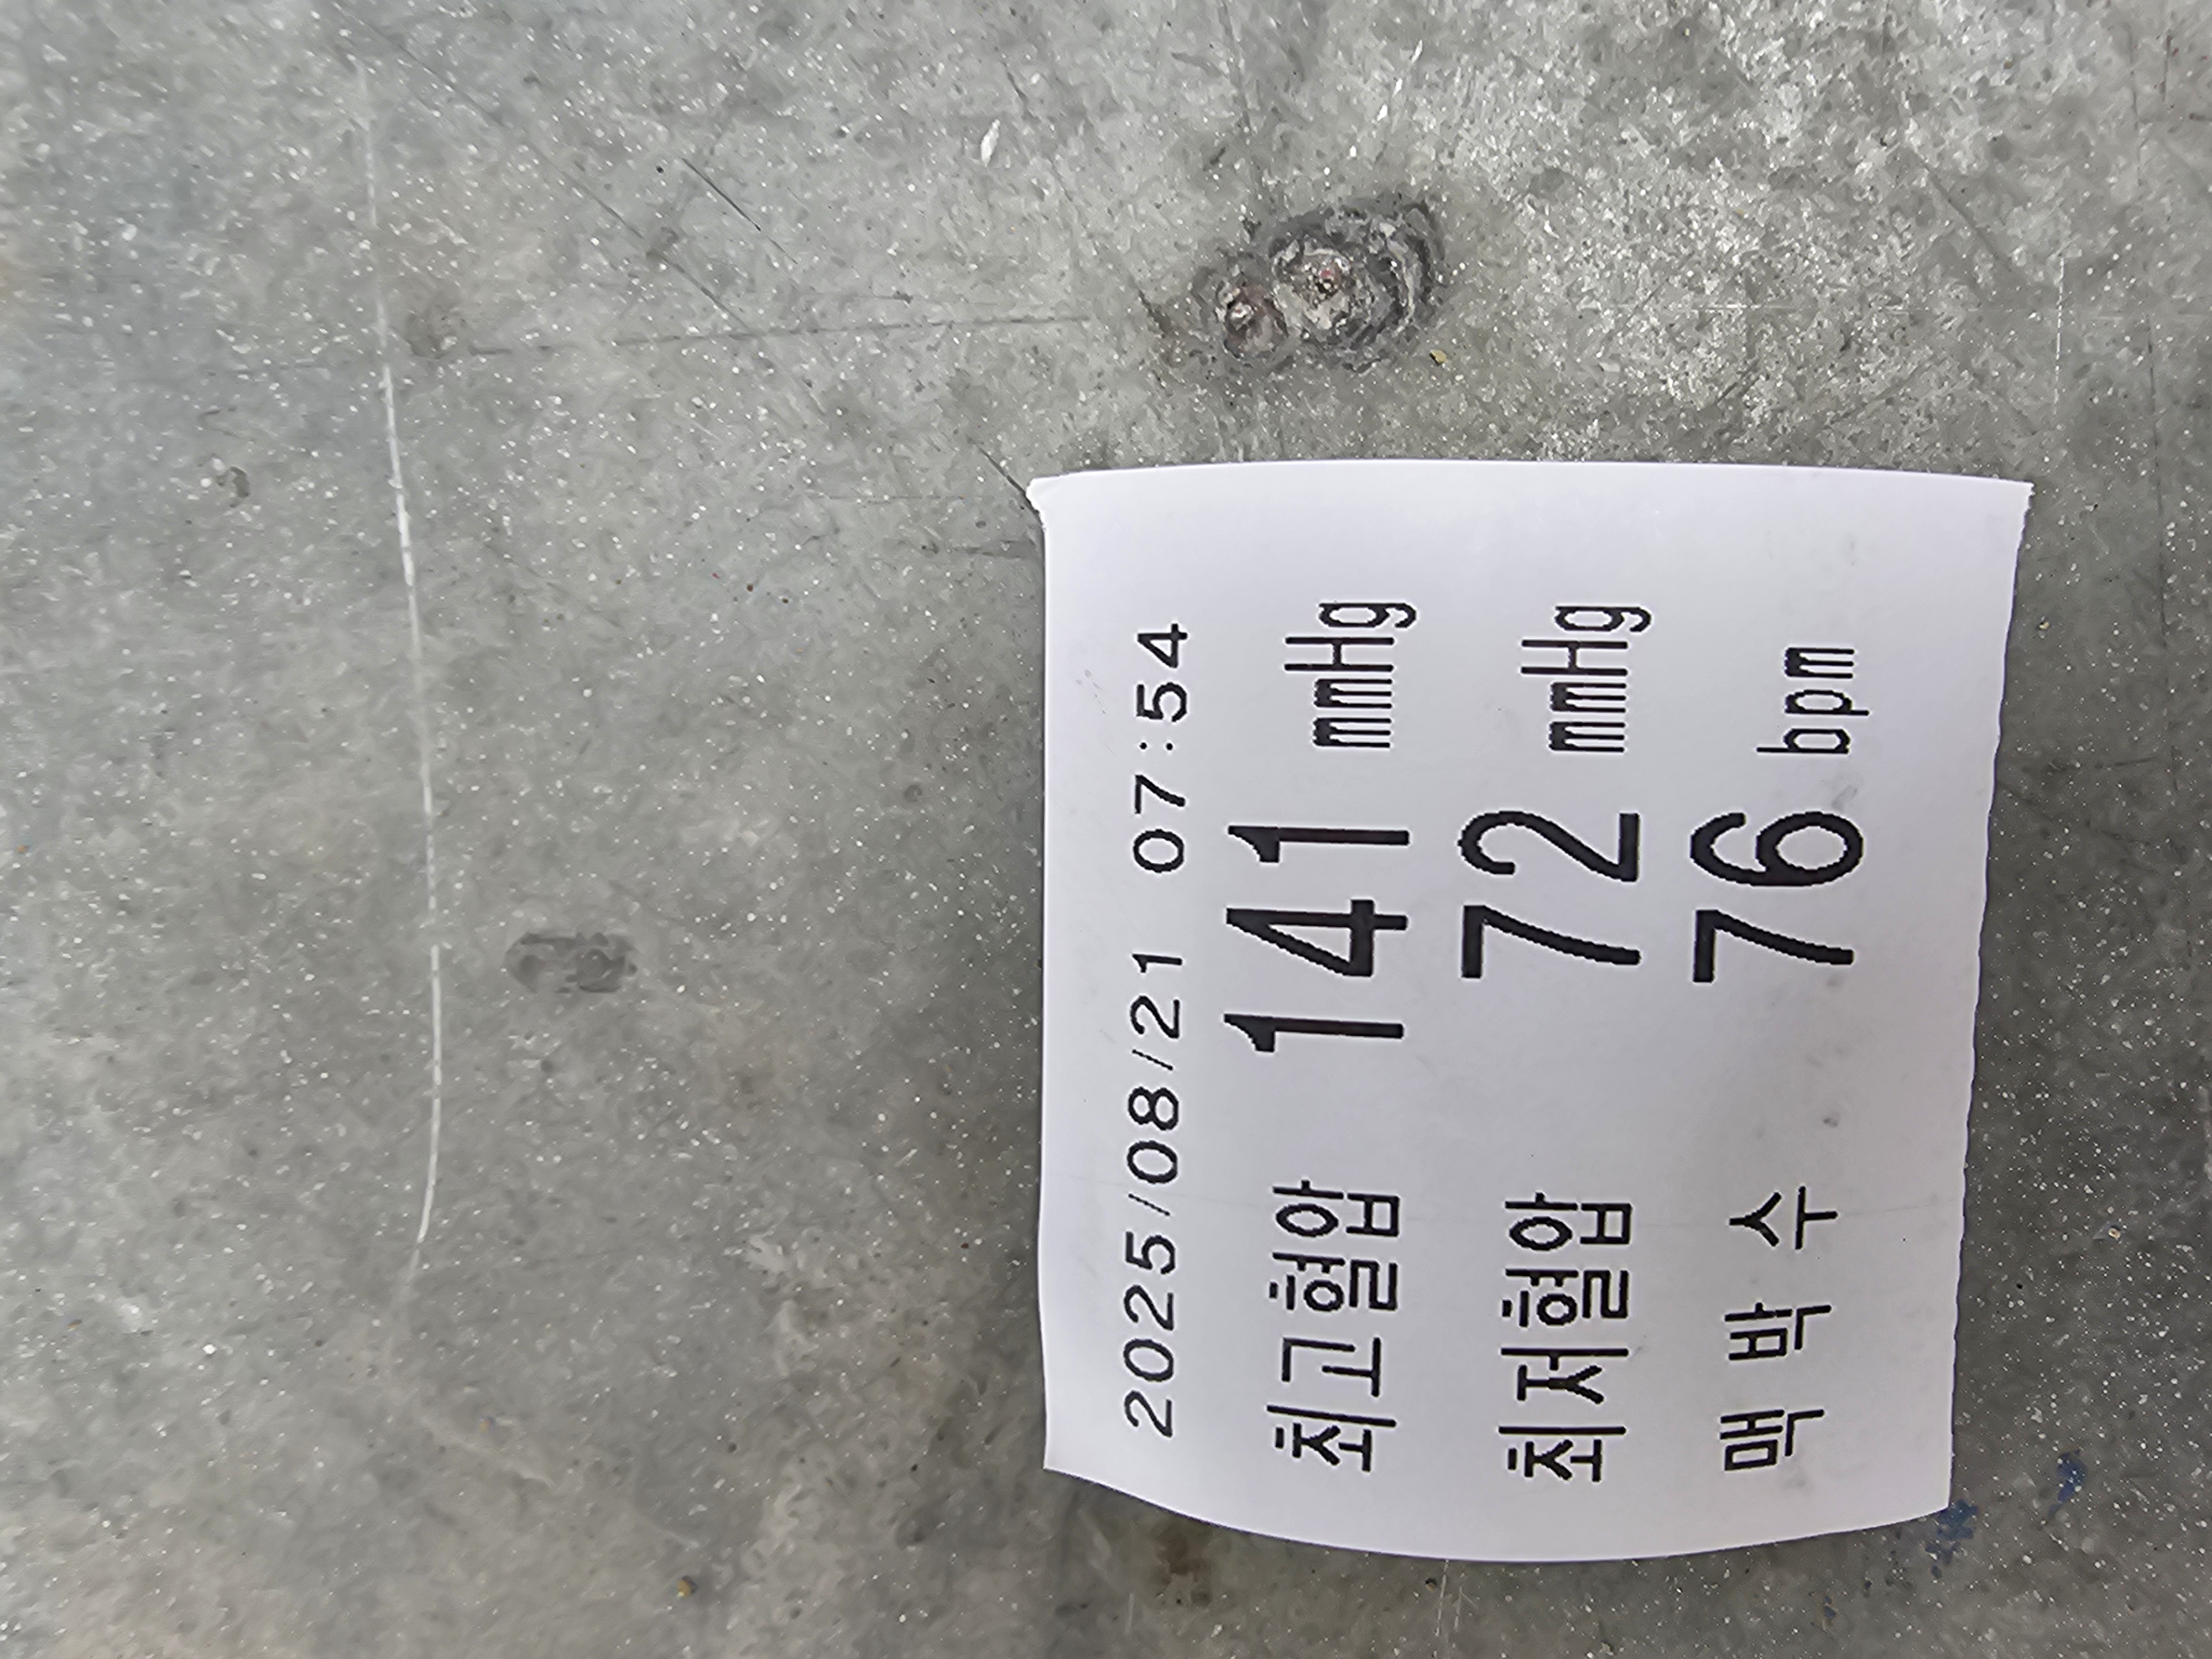 2025/08/21 07:54
최고혈압 141 mmHg
최저혈압 72 mmHg
맥박수 76 bpm